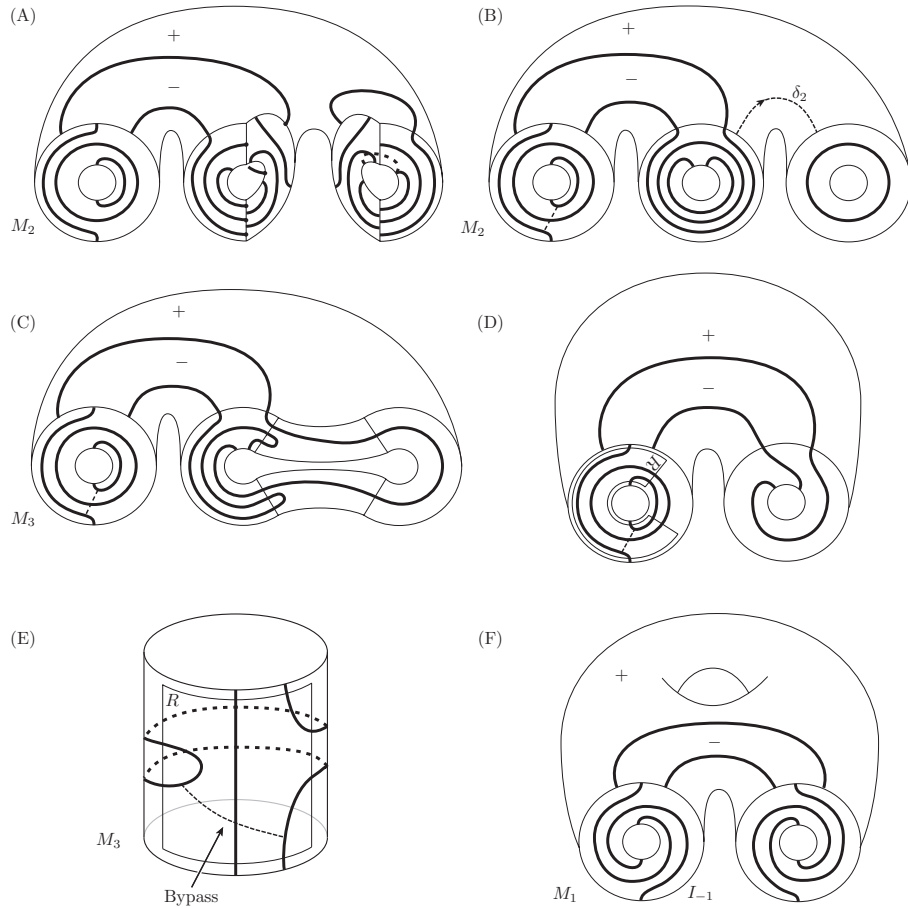 (A)
+
−
M₂
(B)
+
−
δ₂
M₂
(C)
+
−
M₃
(D)
+
−
R
(E)
R
M₃
Bypass
(F)
+
−
M₁
I₋₁